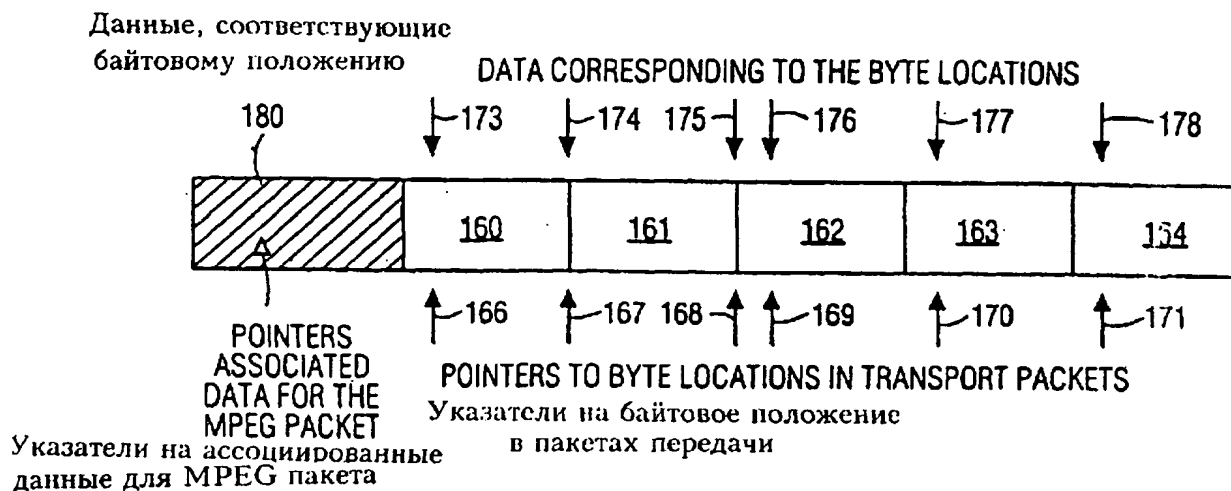 Данные, соответствующие
байтовому положению
DATA CORRESPONDING TO THE BYTE LOCATIONS
180
173
174
175
176
177
178
160
161
162
163
164
166
167
168
169
170
171
POINTERS
ASSOCIATED
DATA FOR THE
MPEG PACKET
POINTERS TO BYTE LOCATIONS IN TRANSPORT PACKETS
Указатели на байтовое положение
в пакетах передачи
Указатели на ассоциированные
данные для MPEG пакета